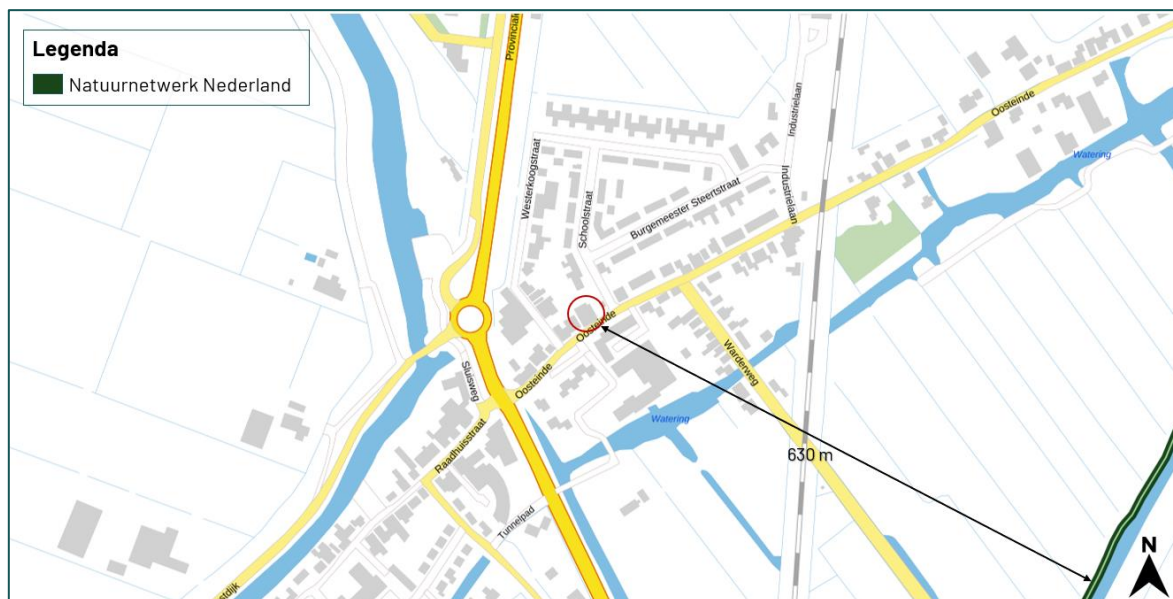 Legenda
Natuurnetwerk Nederland
Provinciale
Oosteinde
Industrielaan
Watering
Westerkoogstraat
Schoolstraat
Burgemeester Steertstraat
Industrielaan
Oosteinde
Sluisweg
Oosteinde
Warderweg
Raadhuisstraat
Watering
630 m
Tunnelpad
stdijk
N